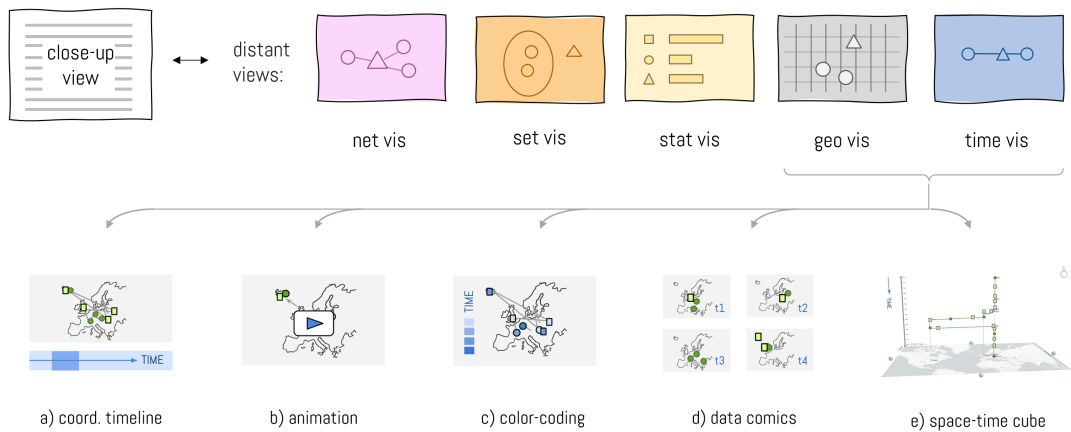 close-up
view
distant
views:
net vis
set vis
stat vis
geo vis
time vis
TIME
TIME
t1
t2
t3
t4
TIME
a) coord. timeline
b) animation
c) color-coding
d) data comics
e) space-time cube